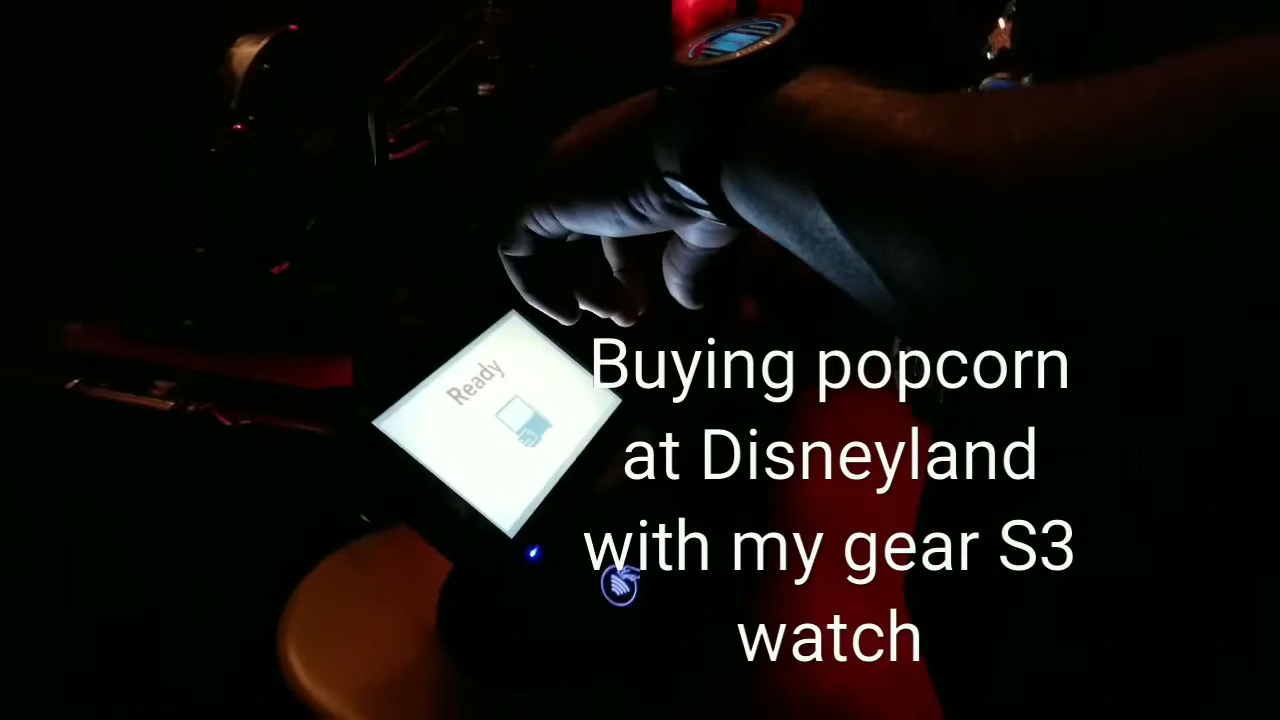 Ready
Buying popcorn
at Disneyland
with my gear S3
watch